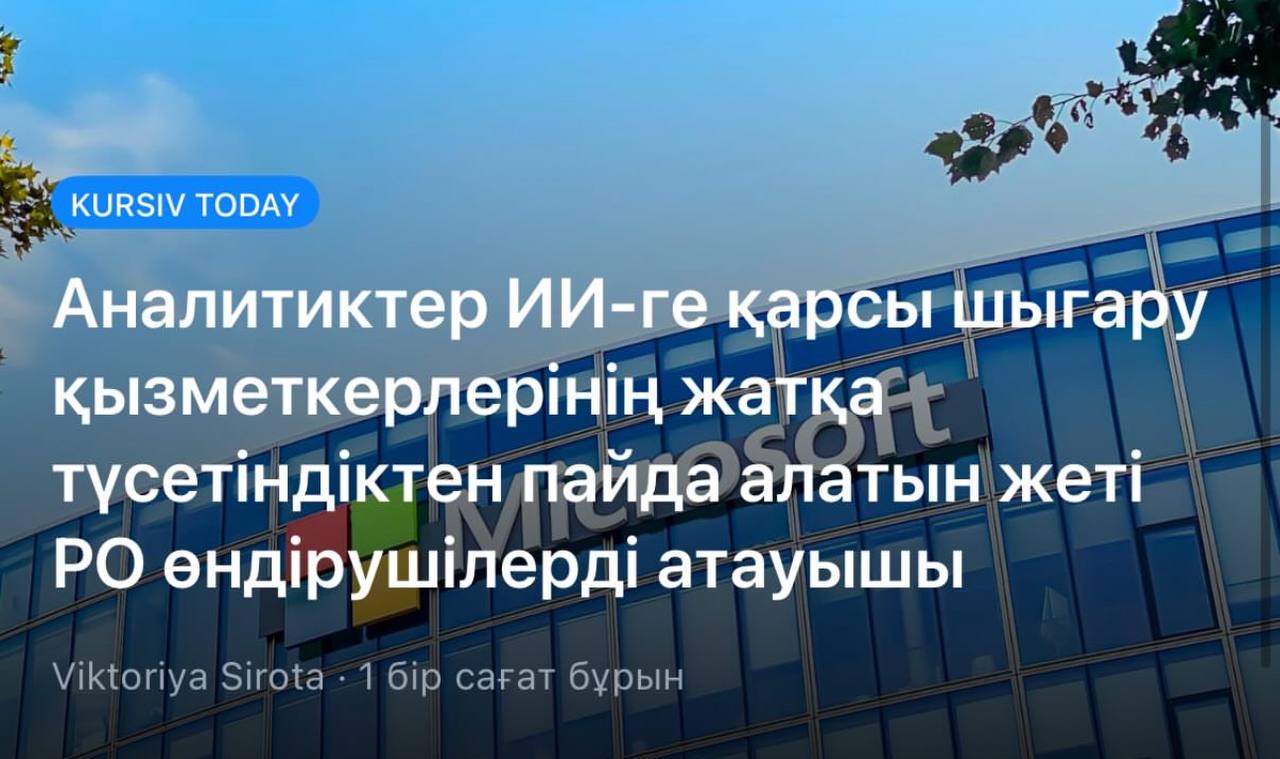 KURSIV TODAY
Аналитиктер ИИ-ге қарсы шыгару
қызметкерлерінің жатқа
түсетіндіктен пайда алатын жеті
РО өндірушілерді атауышы
Microsoft
Viktoriya Sirota · 1 бір сағат бұрын